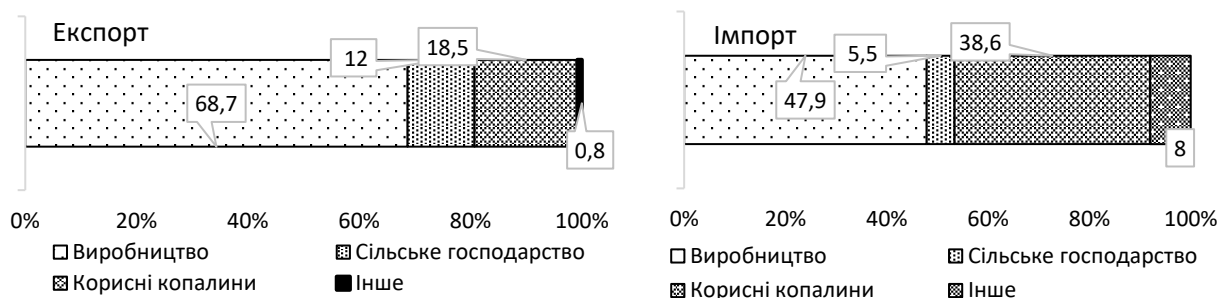 Експорт
12
18,5
68,7
0,8
0% 20% 40% 60% 80% 100%
Виробництво Сільське господарство
Корисні копалини Інше
Імпорт
5,5
38,6
47,9
8
0% 20% 40% 60% 80% 100%
Виробництво Сільське господарство
Корисні копалини Інше